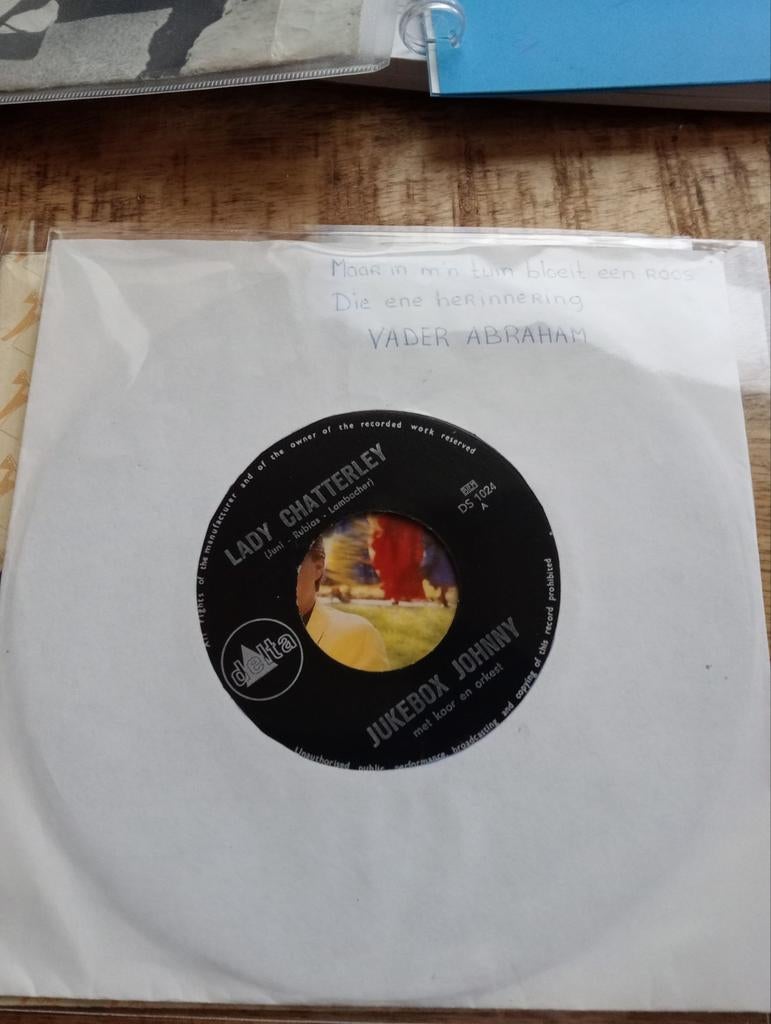 Maar in m'n tuin bloeit een roos
Die ene herinnering
VADER ABRAHAM
All rights of the manufacturer and of the owner of the recorded work reserved
LADY CHATTERLEY
(Juni - Rubias - Lambacher)
DS 1024
A
delta
JUKEBOX JOHNNY
met koor en orkest
Unauthorised public performance, broadcasting and copying of this record prohibited